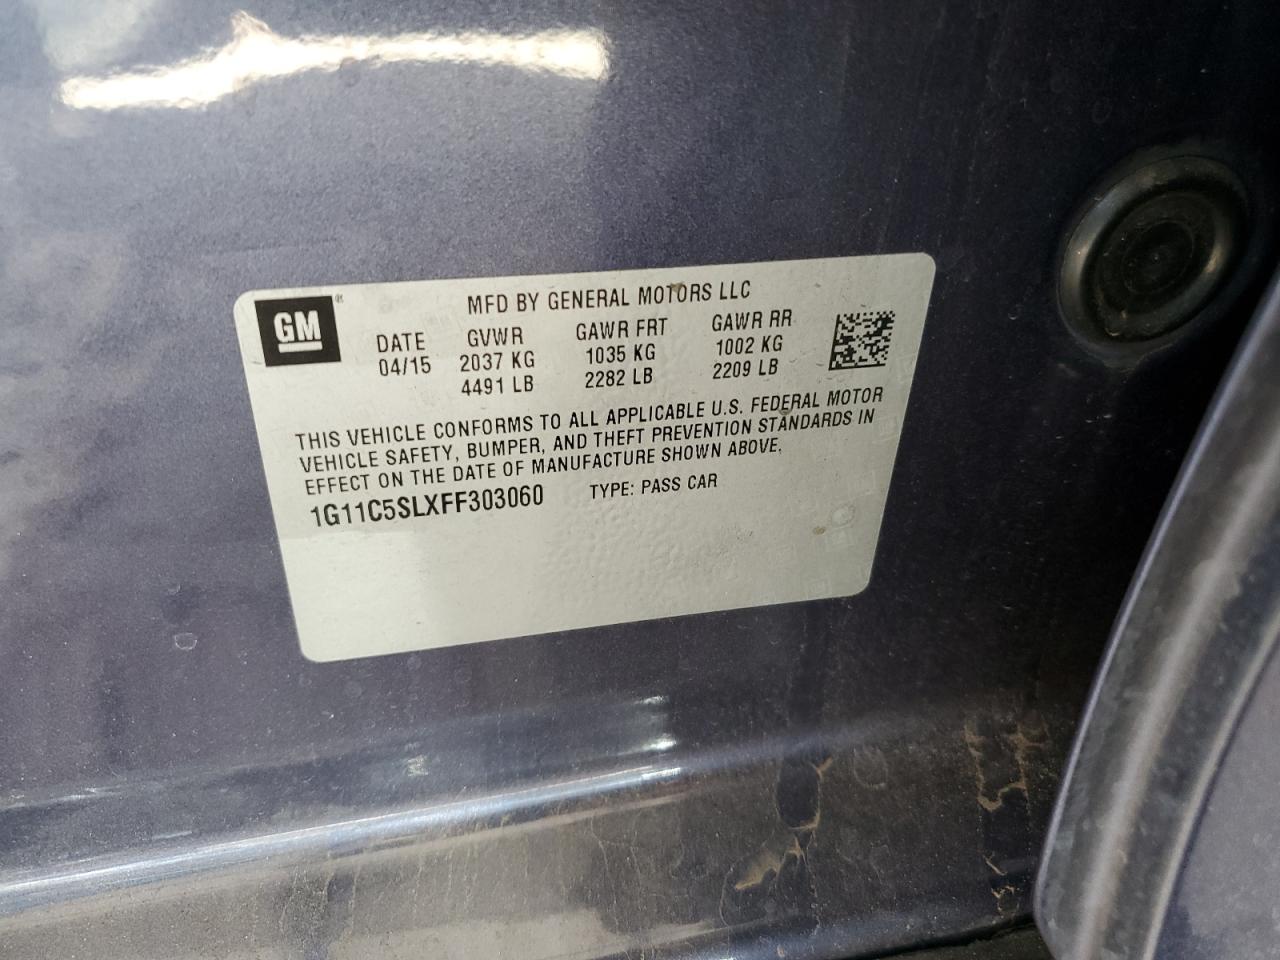 GM®
MFD BY GENERAL MOTORS LLC
DATE GVWR GAWR FRT GAWR RR
04/15 2037 KG 1035 KG 1002 KG
4491 LB 2282 LB 2209 LB
THIS VEHICLE CONFORMS TO ALL APPLICABLE U.S. FEDERAL MOTOR
VEHICLE SAFETY, BUMPER, AND THEFT PREVENTION STANDARDS IN
EFFECT ON THE DATE OF MANUFACTURE SHOWN ABOVE.
1G11C5SLXFF303060 TYPE: PASS CAR